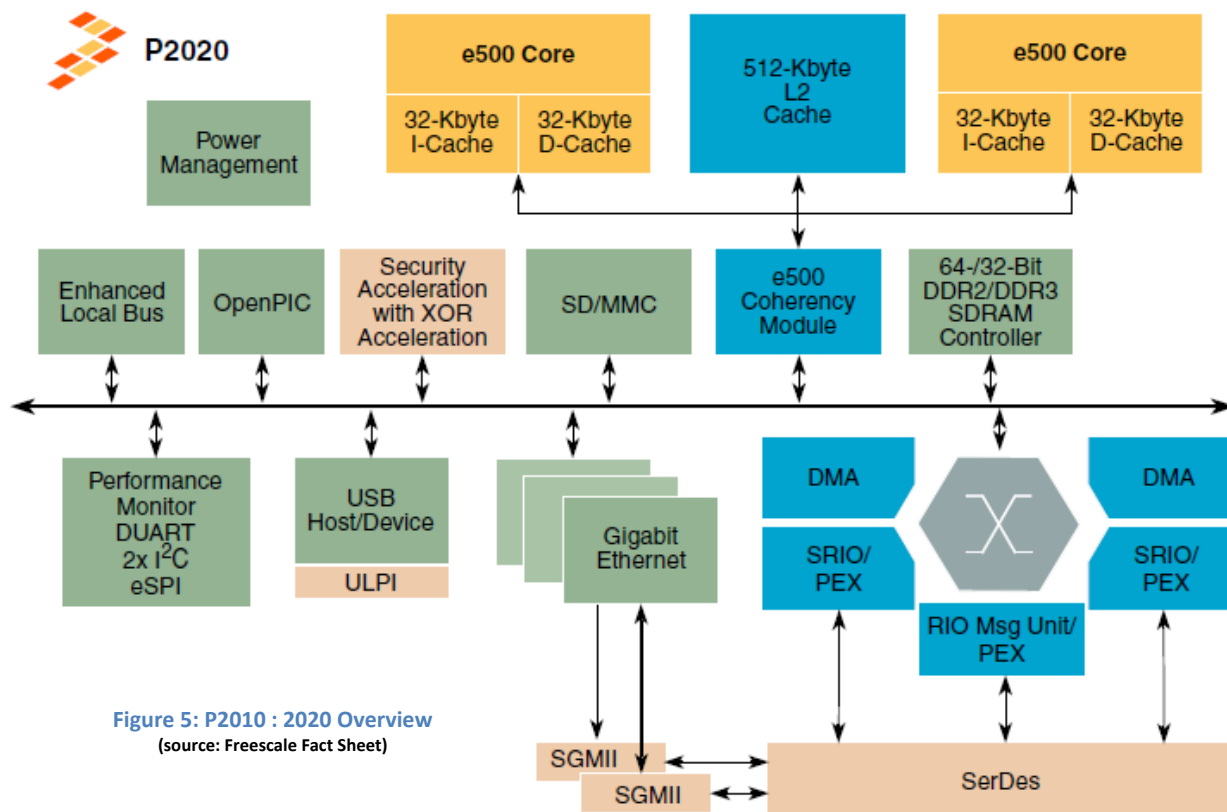 P2020
e500 Core
32-Kbyte
I-Cache
32-Kbyte
D-Cache
512-Kbyte
L2
Cache
e500 Core
32-Kbyte
I-Cache
32-Kbyte
D-Cache
Power
Management
Enhanced
Local Bus
OpenPIC
Security
Acceleration
with XOR
Acceleration
SD/MMC
e500
Coherency
Module
64-/32-Bit
DDR2/DDR3
SDRAM
Controller
Performance
Monitor
DUART
2x I²C
eSPI
USB
Host/Device
ULPI
Gigabit
Ethernet
DMA
SRIO/
PEX
DMA
SRIO/
PEX
RIO Msg Unit/
PEX
Figure 5: P2010 : 2020 Overview
(source: Freescale Fact Sheet)
SGMII
SGMII
SerDes